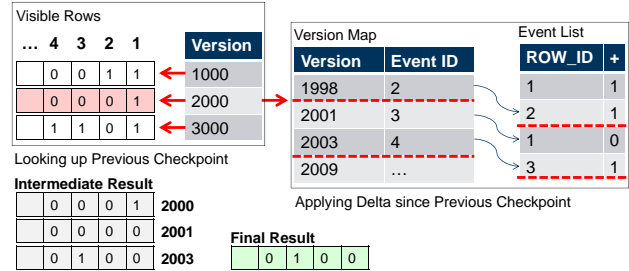 Visible Rows
... 4 3 2 1 Version
0 0 1 1 1000
0 0 0 1 2000
1 1 0 1 3000
Looking up Previous Checkpoint
Version Map
Version Event ID
1998 2
2001 3
2003 4
2009 ...
Event List
ROW_ID +
1 1
2 1
1 0
3 1
Applying Delta since Previous Checkpoint
Intermediate Result
0 0 0 1 2000
0 0 0 0 2001
0 1 0 0 2003
Final Result
0 1 0 0